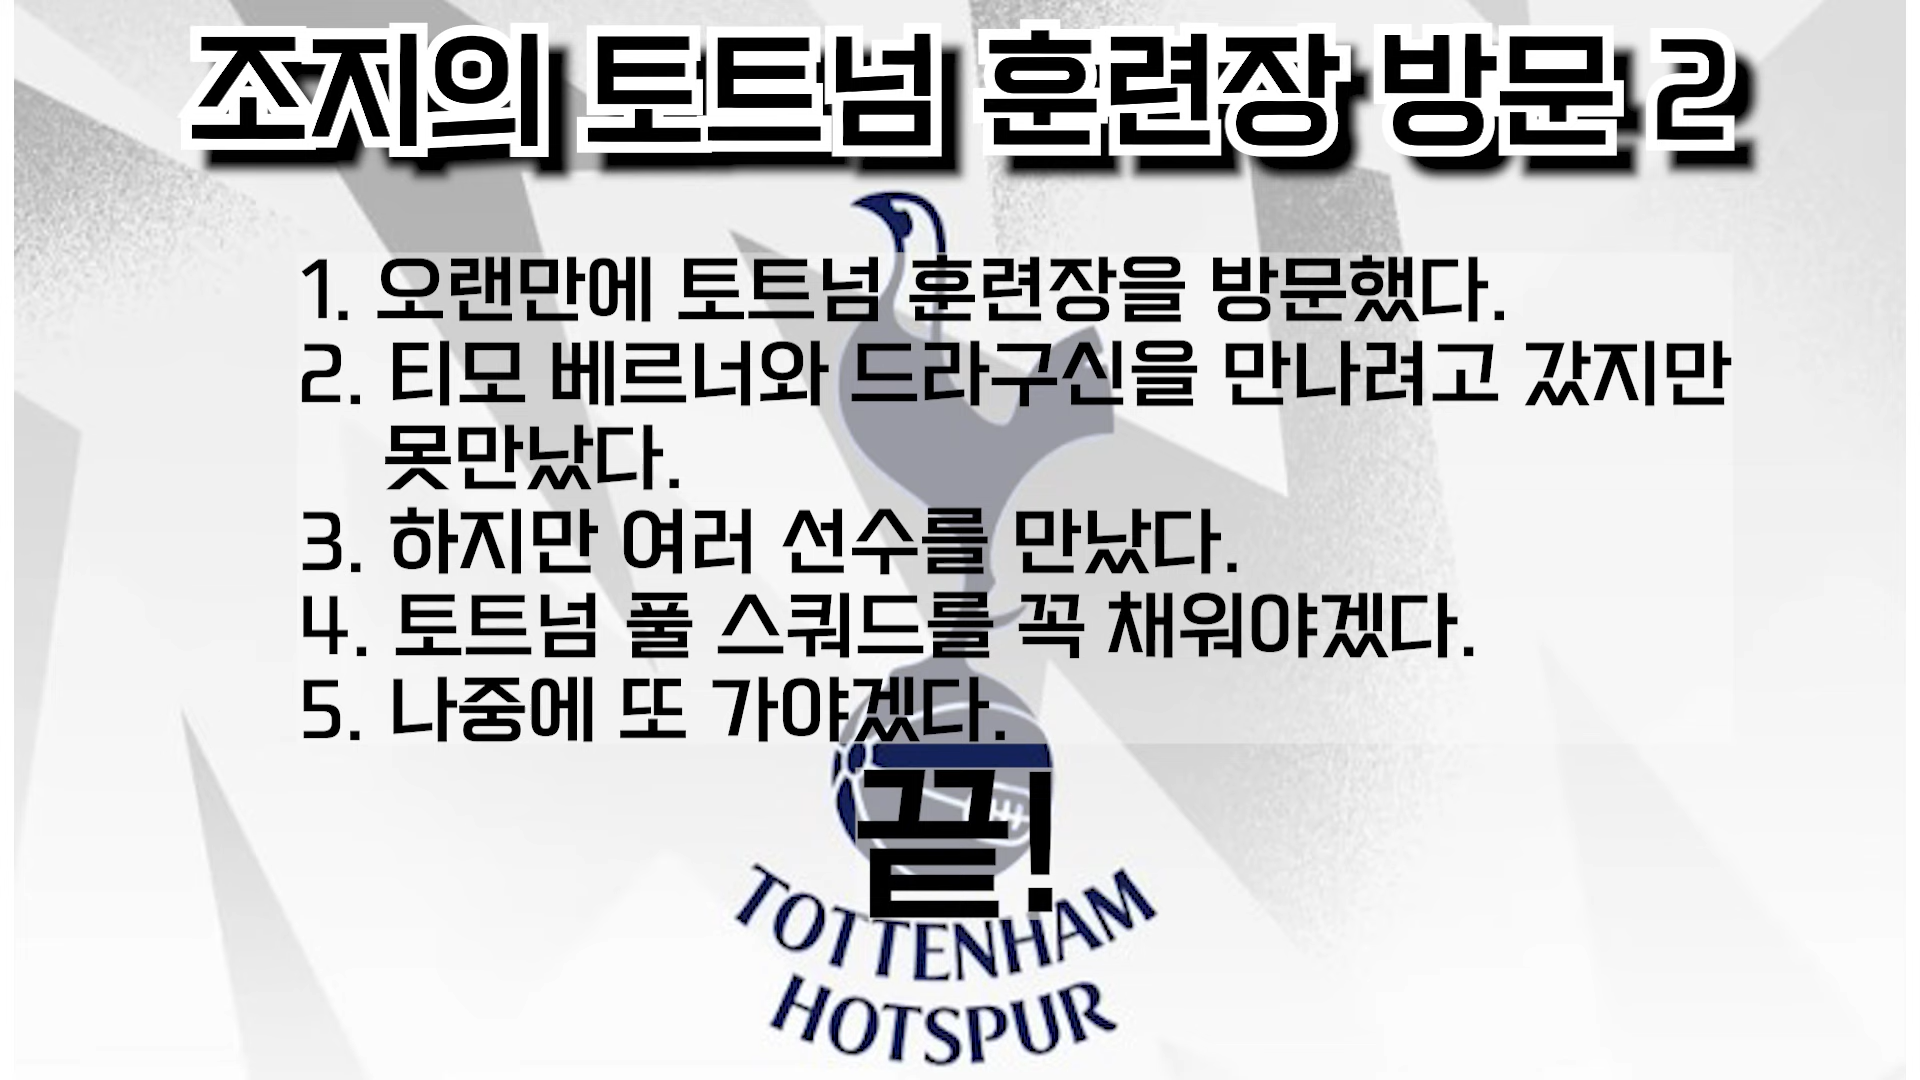 조지의 토트넘 훈련장 방문 2
1. 오랜만에 토트넘 훈련장을 방문했다.
2. 티모 베르너와 드라구신을 만나려고 갔지만
못만났다.
3. 하지만 여러 선수를 만났다.
4. 토트넘 풀 스쿼드를 꼭 채워야겠다.
5. 나중에 또 가야겠다.
끝!
TOTTENHAM
HOTSPUR